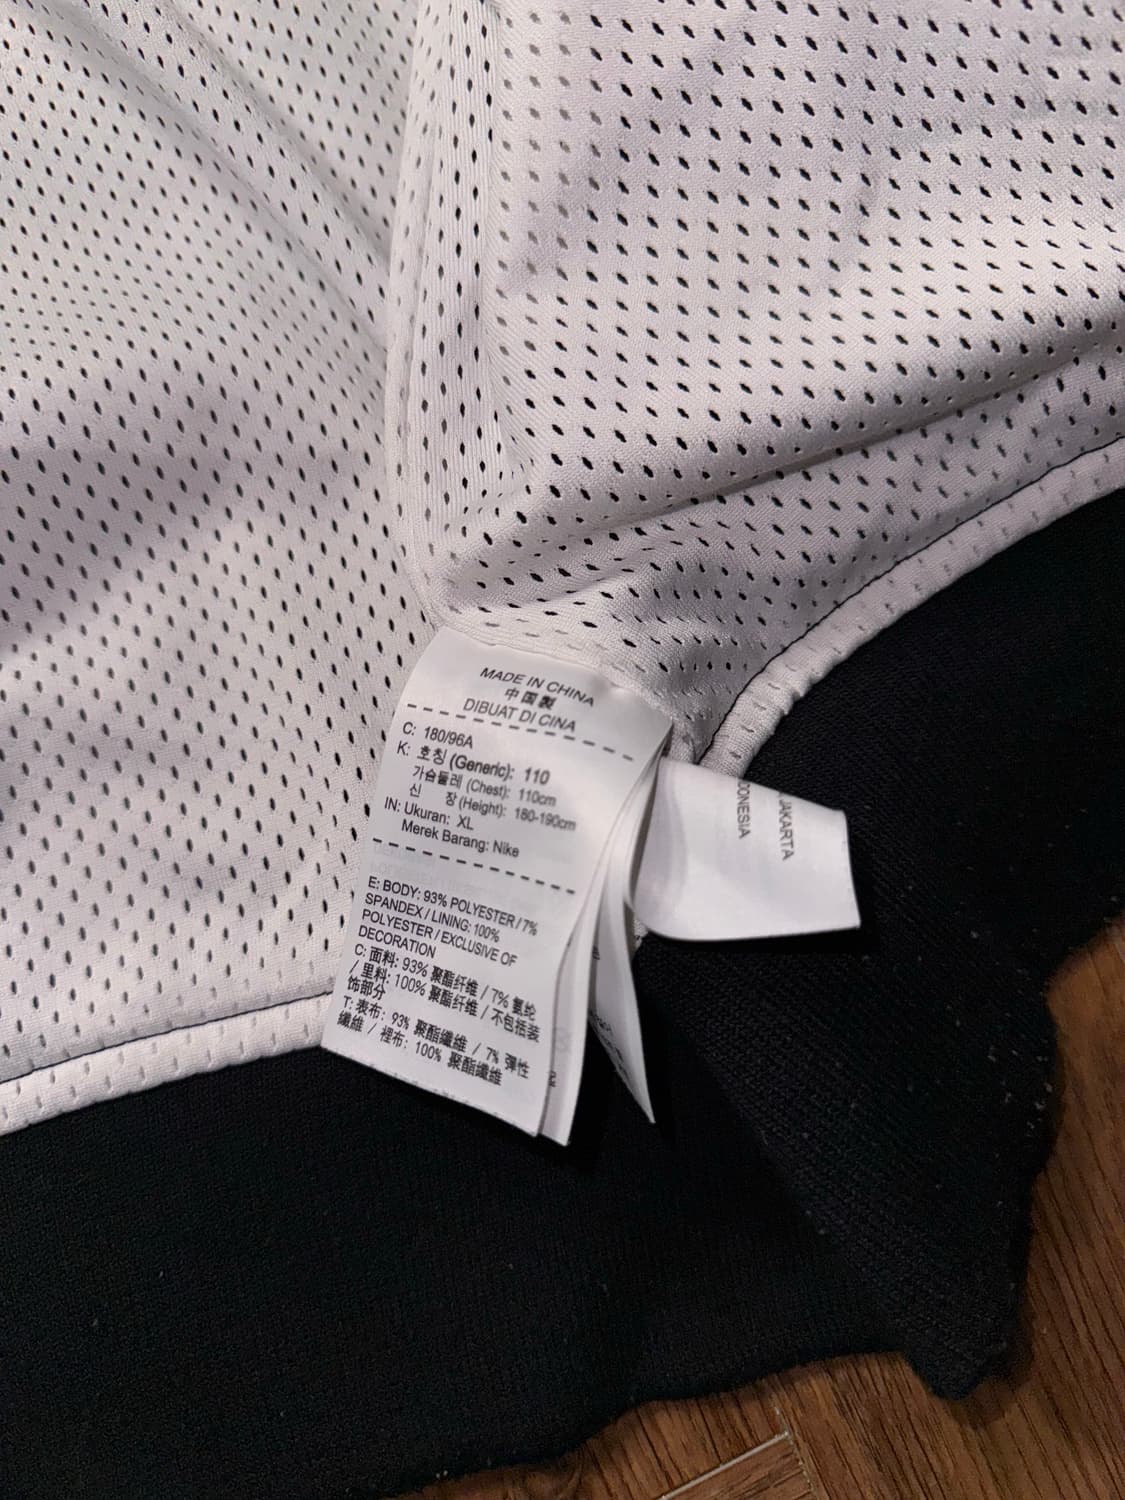 MADE IN CHINA
中国製
DIBUAT DI CINA
C: 180/96A
K: 호칭 (Generic): 110
가슴둘레 (Chest): 110cm
신 장 (Height): 180-190cm
IN: Ukuran: XL
Merek Barang: Nike
E: BODY: 93% POLYESTER / 7%
SPANDEX / LINING: 100%
POLYESTER / EXCLUSIVE OF
DECORATION
C: 面料: 93% 聚酯纤维 / 7% 氨纶
/ 里料: 100% 聚酯纤维 / 不包括装
饰部分
T: 表布: 93% 聚酯纖維 / 7% 彈性
纖維 / 裡布: 100% 聚酯纖維
JAKARTA